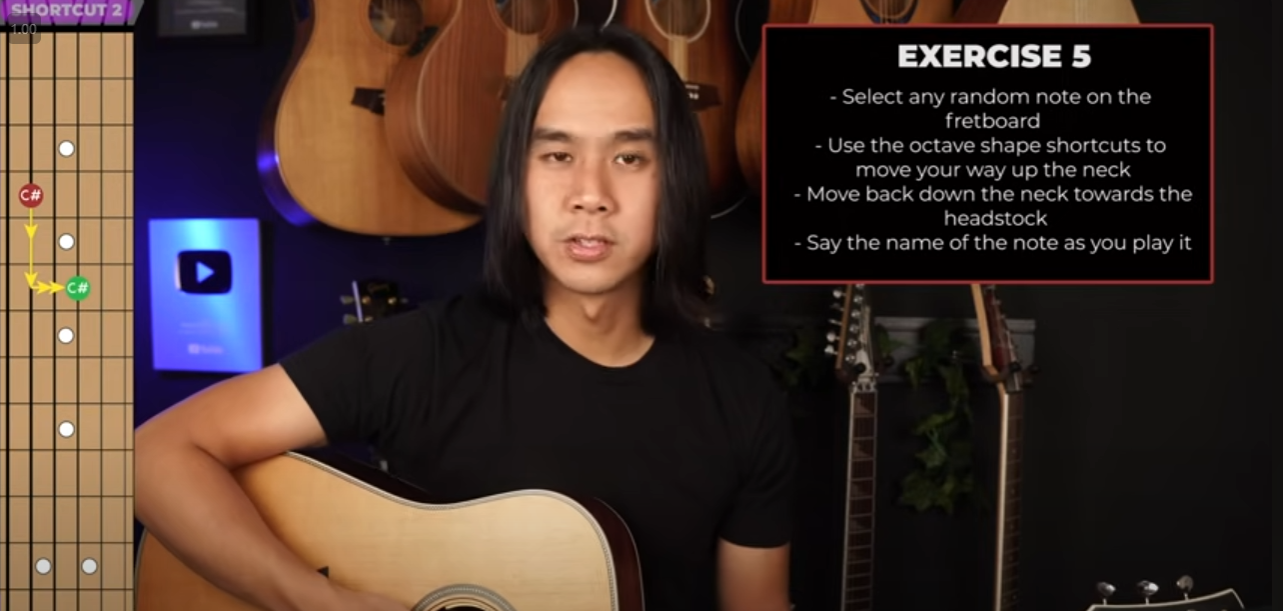 SHORTCUT 2
1.00
C#
C#
EXERCISE 5
- Select any random note on the
fretboard
- Use the octave shape shortcuts to
move your way up the neck
- Move back down the neck towards the
headstock
- Say the name of the note as you play it